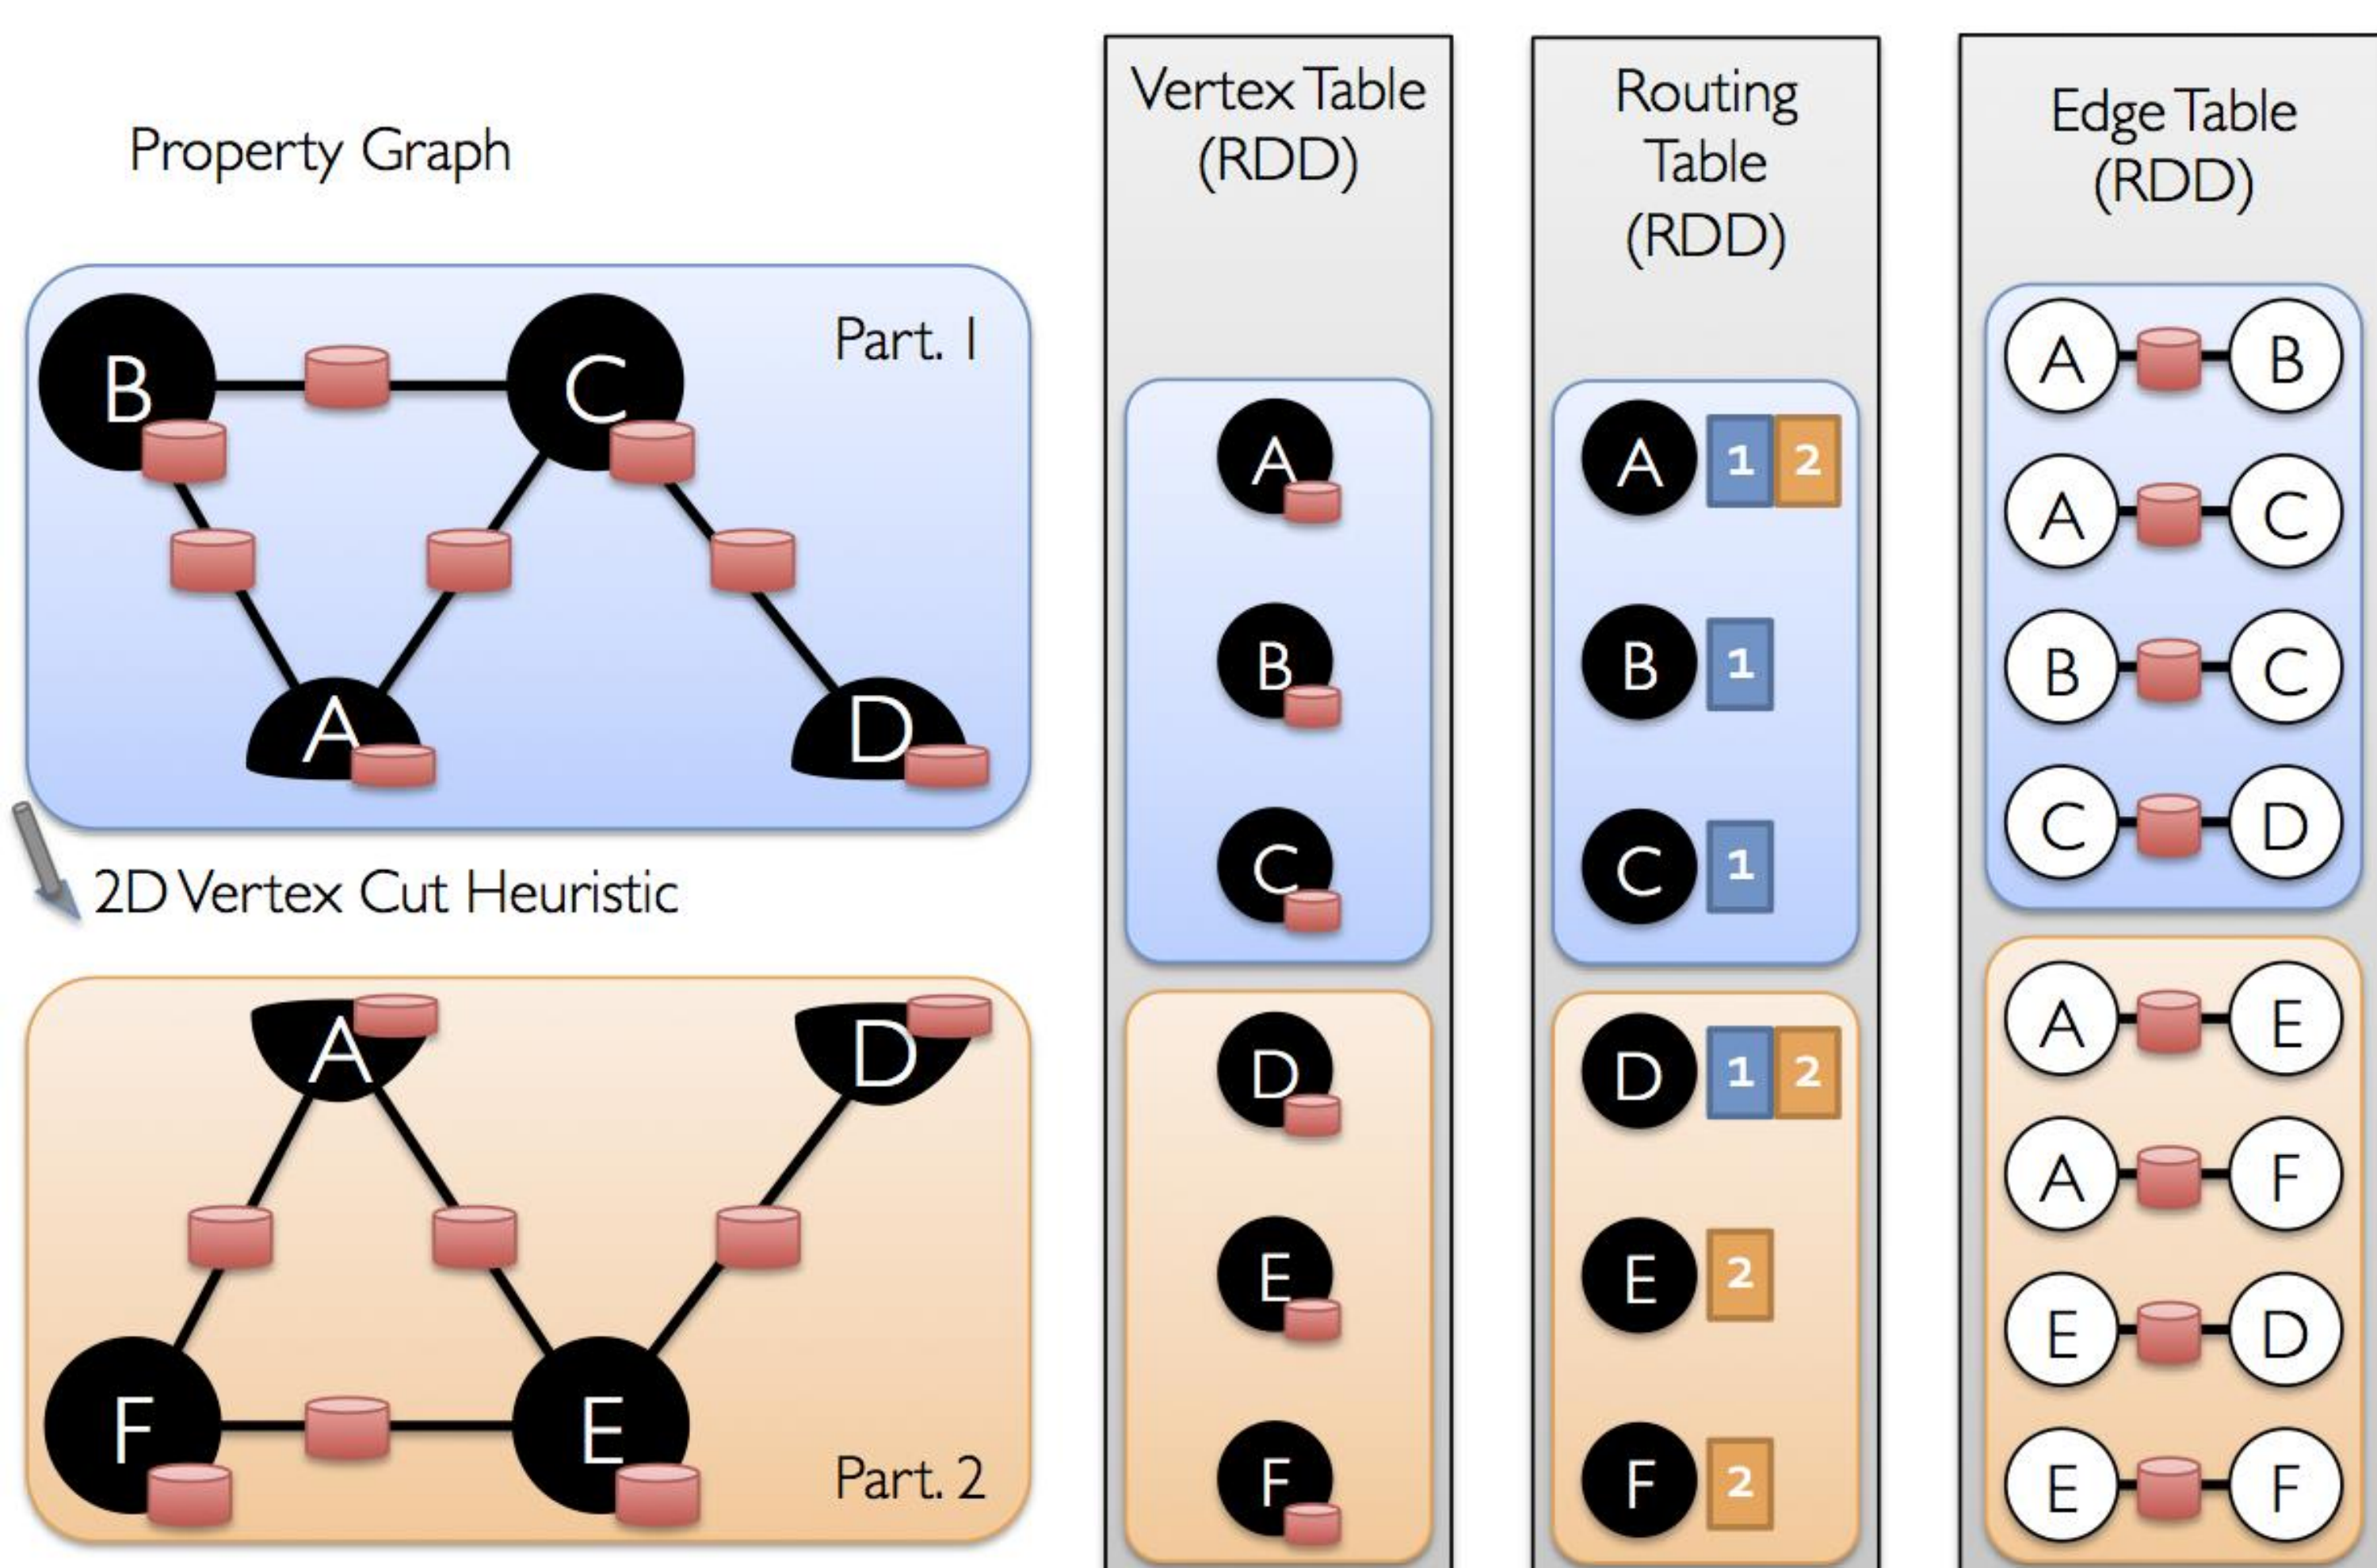 Property Graph
Part. 1
B
C
A
D
2D Vertex Cut Heuristic
A
D
F
E
Part. 2
Vertex Table
(RDD)
A
B
C
D
E
F
Routing
Table
(RDD)
A 1 2
B 1
C 1
D 1 2
E 2
F 2
Edge Table
(RDD)
A B
A C
B C
C D
A E
A F
E D
E F